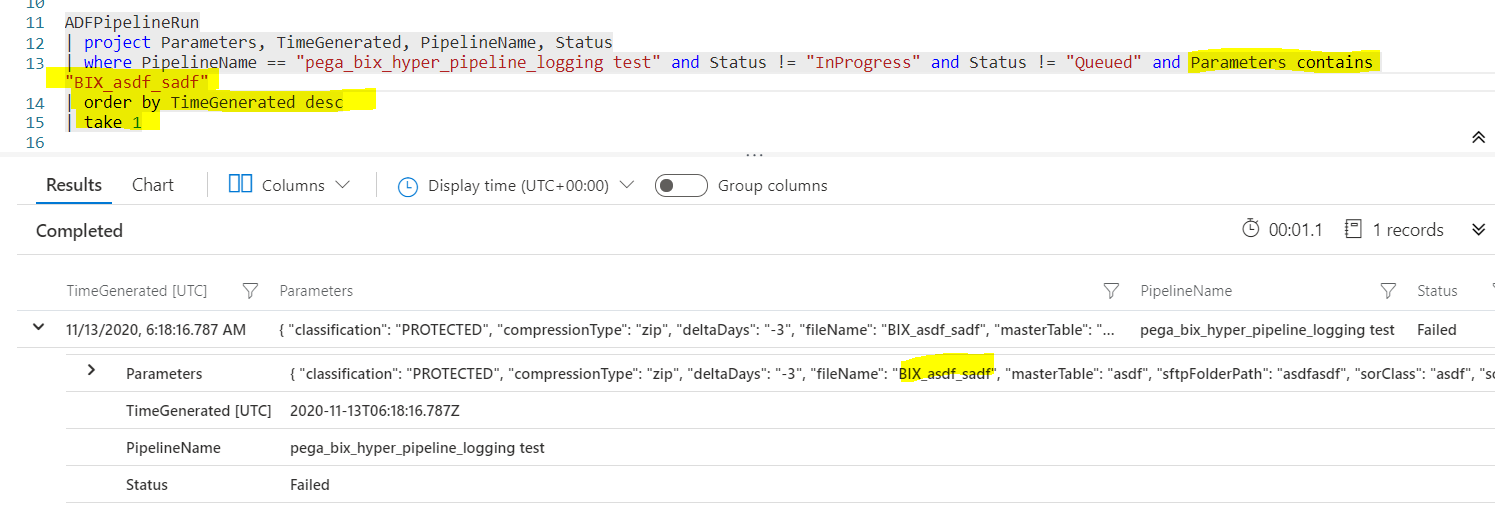 10
11 ADFPipelineRun
12 | project Parameters, TimeGenerated, PipelineName, Status
13 | where PipelineName == "pega_bix_hyper_pipeline_logging test" and Status != "InProgress" and Status != "Queued" and Parameters contains
"BIX_asdf_sadf"
14 | order by TimeGenerated desc
15 | take 1
16
Results Chart Columns Display time (UTC+00:00) Group columns
Completed 00:01.1 1 records
TimeGenerated [UTC] Parameters PipelineName Status
11/13/2020, 6:18:16.787 AM { "classification": "PROTECTED", "compressionType": "zip", "deltaDays": "-3", "fileName": "BIX_asdf_sadf", "masterTable": "... pega_bix_hyper_pipeline_logging test Failed
Parameters { "classification": "PROTECTED", "compressionType": "zip", "deltaDays": "-3", "fileName": "BIX_asdf_sadf", "masterTable": "asdf", "sftpFolderPath": "asdfasdf", "sorClass": "asdf",
TimeGenerated [UTC] 2020-11-13T06:18:16.787Z
PipelineName pega_bix_hyper_pipeline_logging test
Status Failed